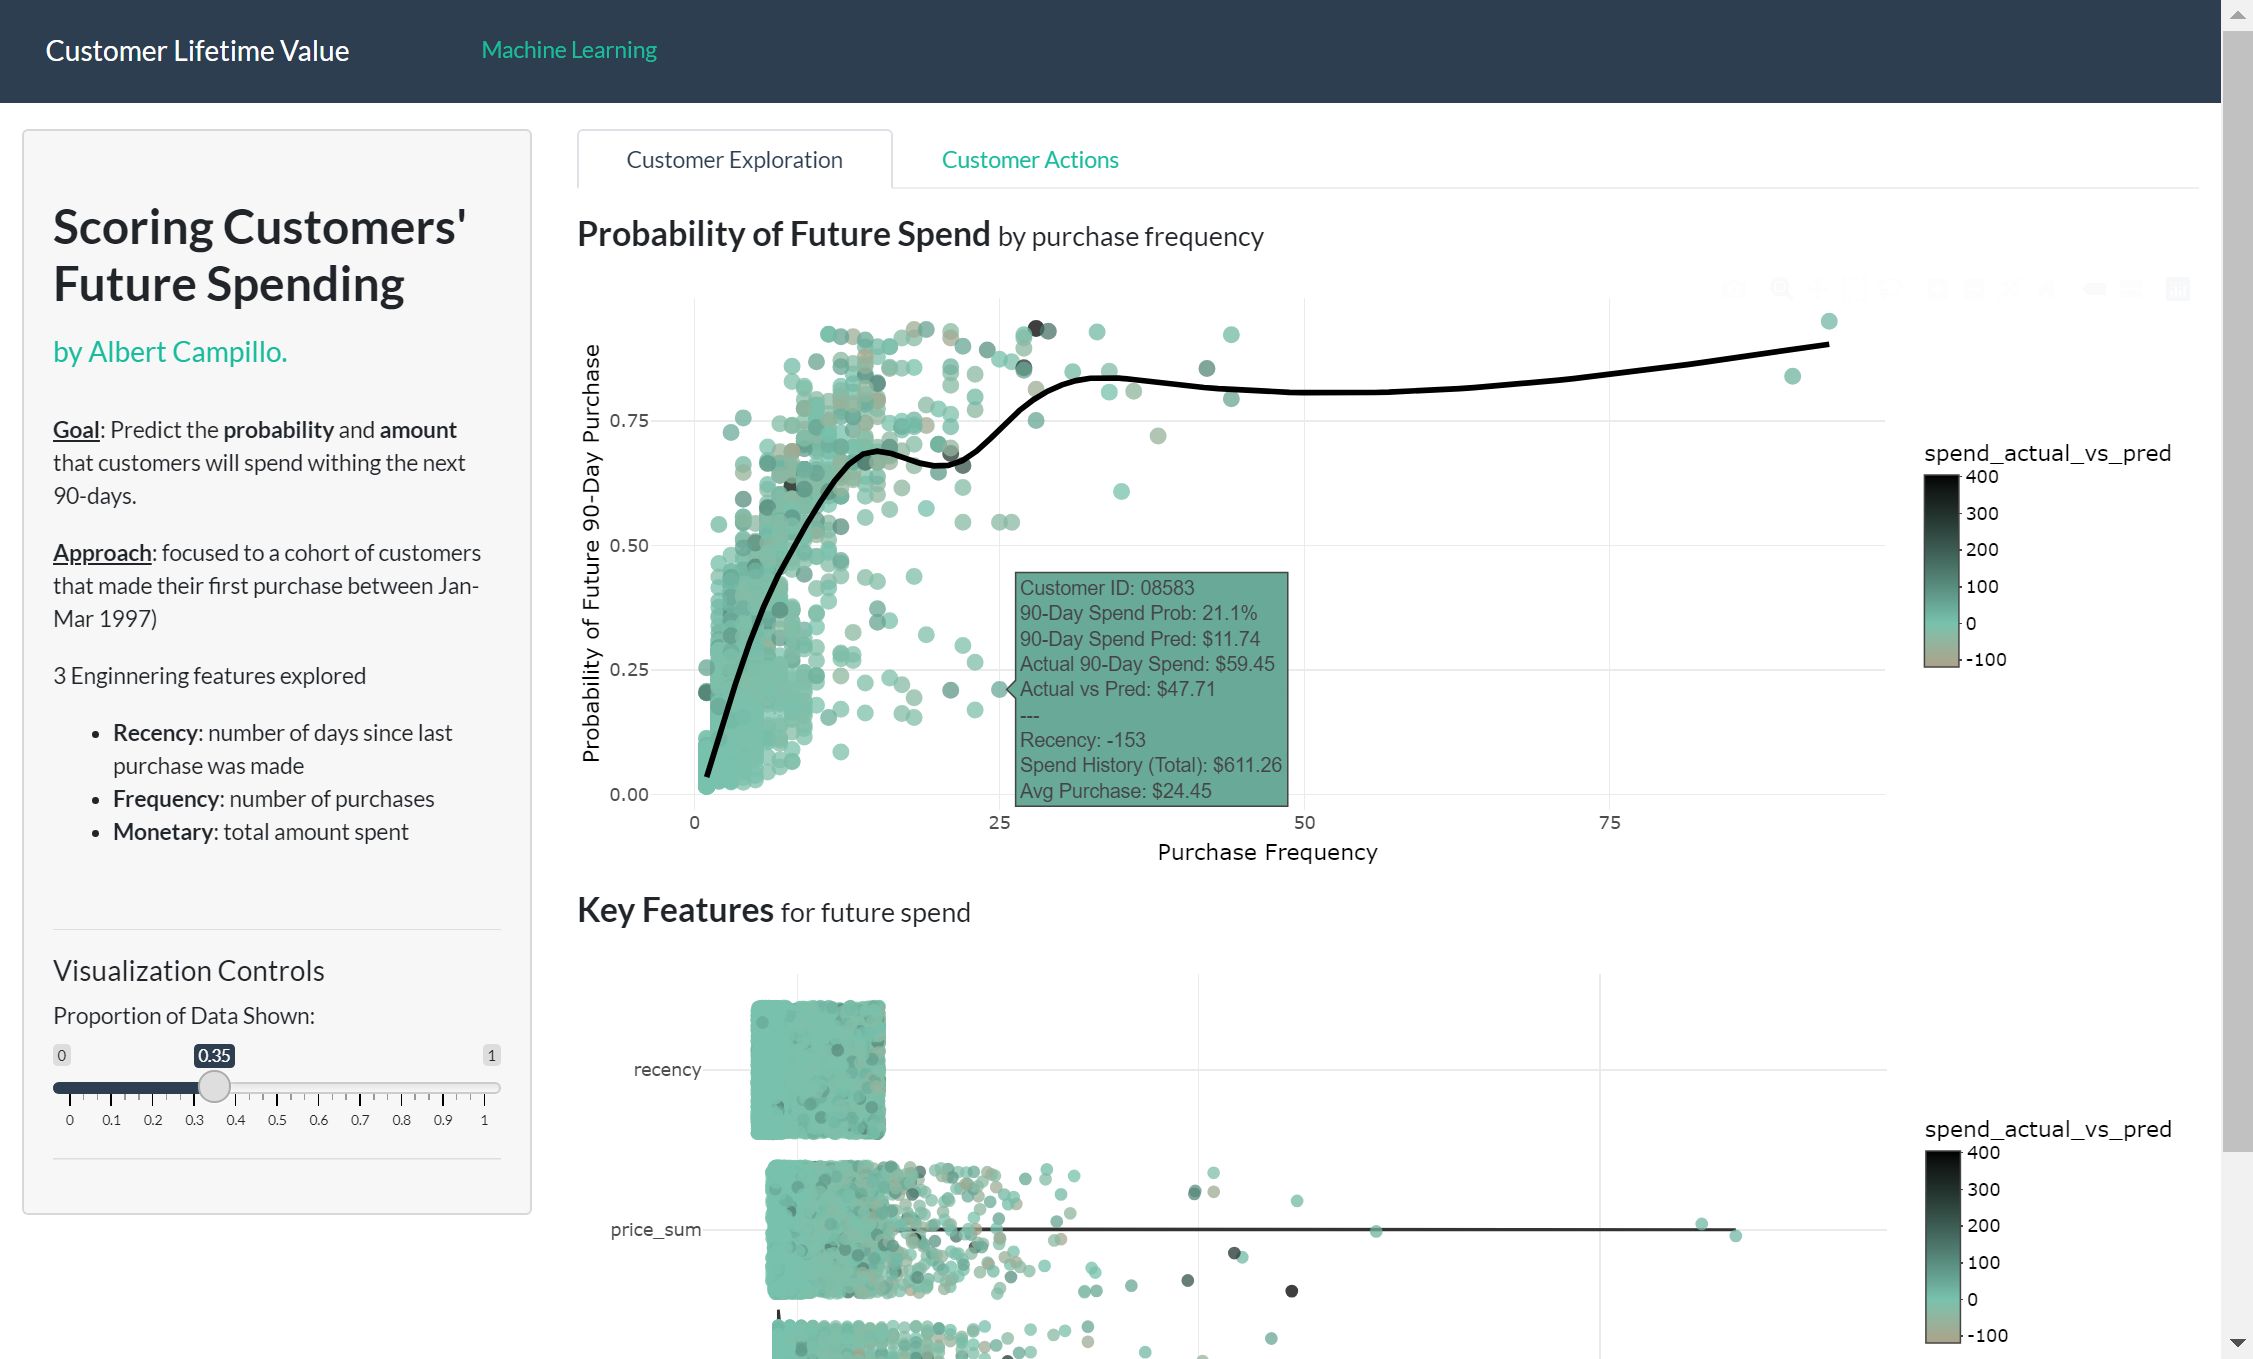 Customer Lifetime Value
Machine Learning
Scoring Customers'
Future Spending
by Albert Campillo.
Goal: Predict the probability and amount
that customers will spend withing the next
90-days.
Approach: focused to a cohort of customers
that made their first purchase between Jan-
Mar 1997)
3 Enginnering features explored
• Recency: number of days since last
purchase was made
• Frequency: number of purchases
• Monetary: total amount spent
Visualization Controls
Proportion of Data Shown:
0
0.35
1
0 0.1 0.2 0.3 0.4 0.5 0.6 0.7 0.8 0.9 1
Customer Exploration
Customer Actions
Probability of Future Spend by purchase frequency
Probability of Future 90-Day Purchase
0.75
0.50
0.25
0.00
0 25 50 75
Purchase Frequency
Customer ID: 08583
90-Day Spend Prob: 21.1%
90-Day Spend Pred: $11.74
Actual 90-Day Spend: $59.45
Actual vs Pred: $47.71
---
Recency: -153
Spend History (Total): $611.26
Avg Purchase: $24.45
spend_actual_vs_pred
400
300
200
100
0
-100
Key Features for future spend
recency
price_sum
spend_actual_vs_pred
400
300
200
100
0
-100